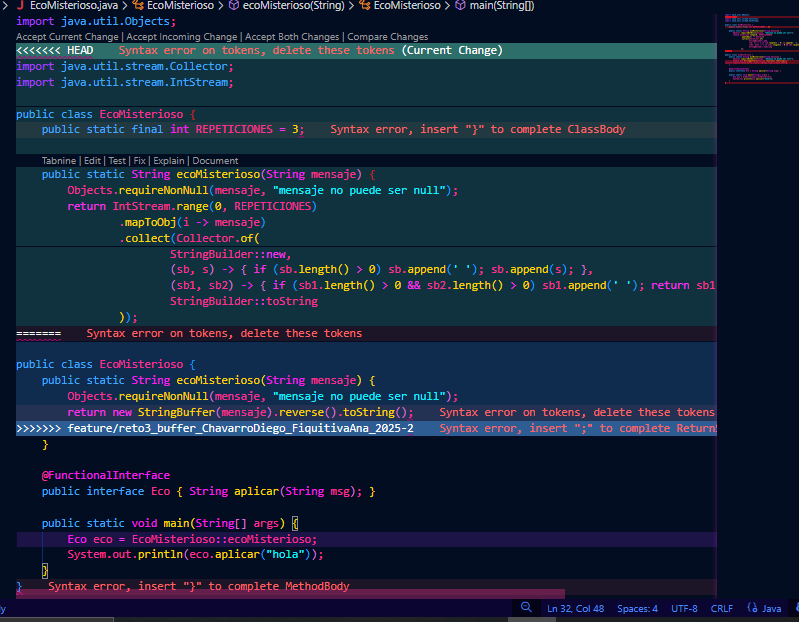 EcoMisterioso.java > EcoMisterioso > ecoMisterioso(String) > EcoMisterioso > main(String[])
import java.util.Objects;
Accept Current Change | Accept Incoming Change | Accept Both Changes | Compare Changes
<<<<<<< HEAD    Syntax error on tokens, delete these tokens (Current Change)
import java.util.stream.Collector;
import java.util.stream.IntStream;
public class EcoMisterioso {
public static final int REPETICIONES = 3;    Syntax error, insert "}" to complete ClassBody
Tabnine | Edit | Test | Fix | Explain | Document
public static String ecoMisterioso(String mensaje) {
Objects.requireNonNull(mensaje, "mensaje no puede ser null");
return IntStream.range(0, REPETICIONES)
.mapToObj(i -> mensaje)
.collect(Collector.of(
StringBuilder::new,
(sb, s) -> { if (sb.length() > 0) sb.append(' '); sb.append(s); },
(sb1, sb2) -> { if (sb1.length() > 0 && sb2.length() > 0) sb1.append(' '); return sb1
StringBuilder::toString
));
=======    Syntax error on tokens, delete these tokens
public class EcoMisterioso {
public static String ecoMisterioso(String mensaje) {
Objects.requireNonNull(mensaje, "mensaje no puede ser null");
return new StringBuffer(mensaje).reverse().toString();    Syntax error on tokens, delete these tokens
>>>>>>> feature/reto3_buffer_ChavarroDiego_FiquitivaAna_2025-2    Syntax error, insert ";" to complete Return
}
@FunctionalInterface
public interface Eco { String aplicar(String msg); }
public static void main(String[] args) {
Eco eco = EcoMisterioso::ecoMisterioso;
System.out.println(eco.aplicar("hola"));
}
}    Syntax error, insert "}" to complete MethodBody
Ln 32, Col 48    Spaces: 4    UTF-8    CRLF    {} Java